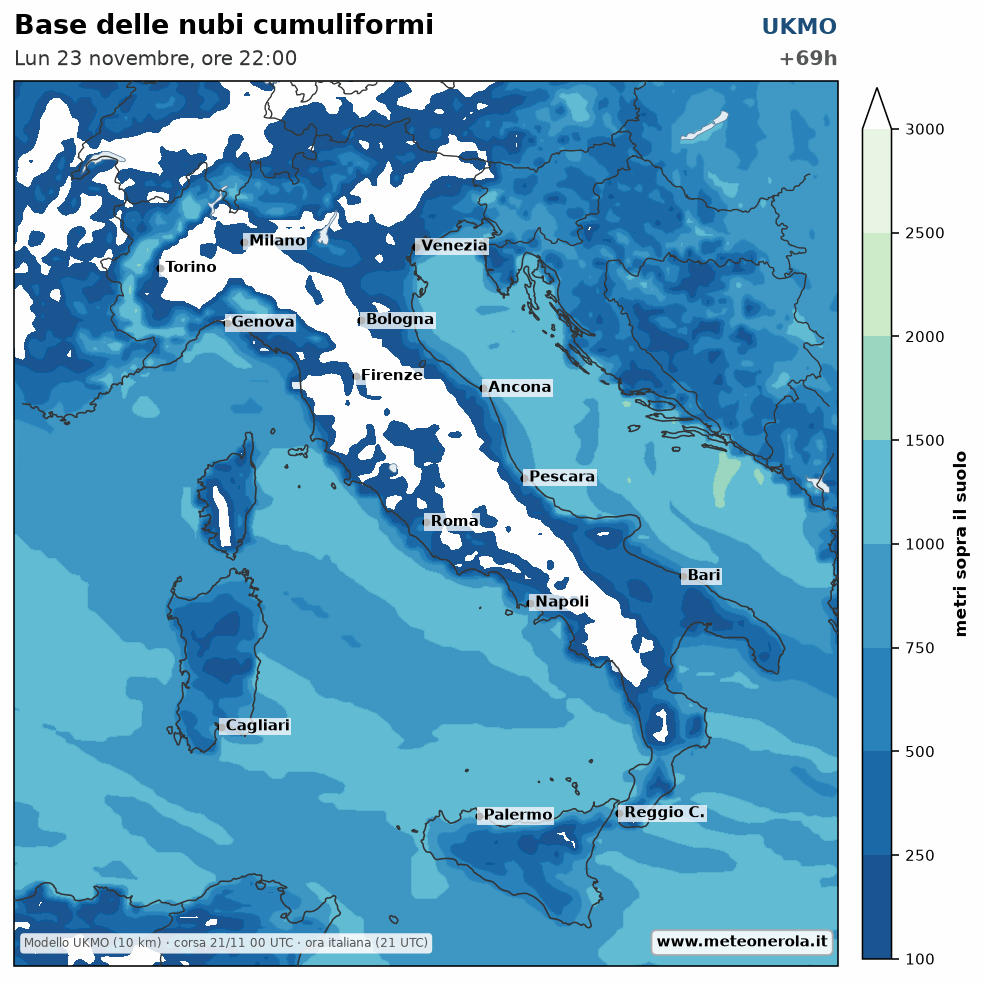 Base delle nubi cumuliformi
UKMO
Lun 23 novembre, ore 22:00
+69h
3000
2500
2000
1500
1000
750
500
250
100
metri sopra il suolo
Milano
Venezia
Torino
Genova
Bologna
Firenze
Ancona
Pescara
Roma
Bari
Napoli
Cagliari
Palermo
Reggio C.
Modello UKMO (10 km) · corsa 21/11 00 UTC · ora italiana (21 UTC)
www.meteonerola.it